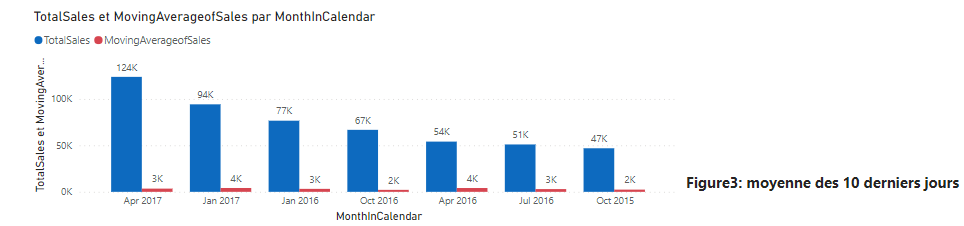 TotalSales et MovingAverageofSales par MonthInCalendar
TotalSales MovingAverageofSales
TotalSales et MovingAver...
100K
50K
0K
124K 94K 77K 67K 54K 51K 47K
3K 4K 3K 2K 4K 3K 2K
Apr 2017 Jan 2017 Jan 2016 Oct 2016 Apr 2016 Jul 2016 Oct 2015
MonthInCalendar
Figure3: moyenne des 10 derniers jours